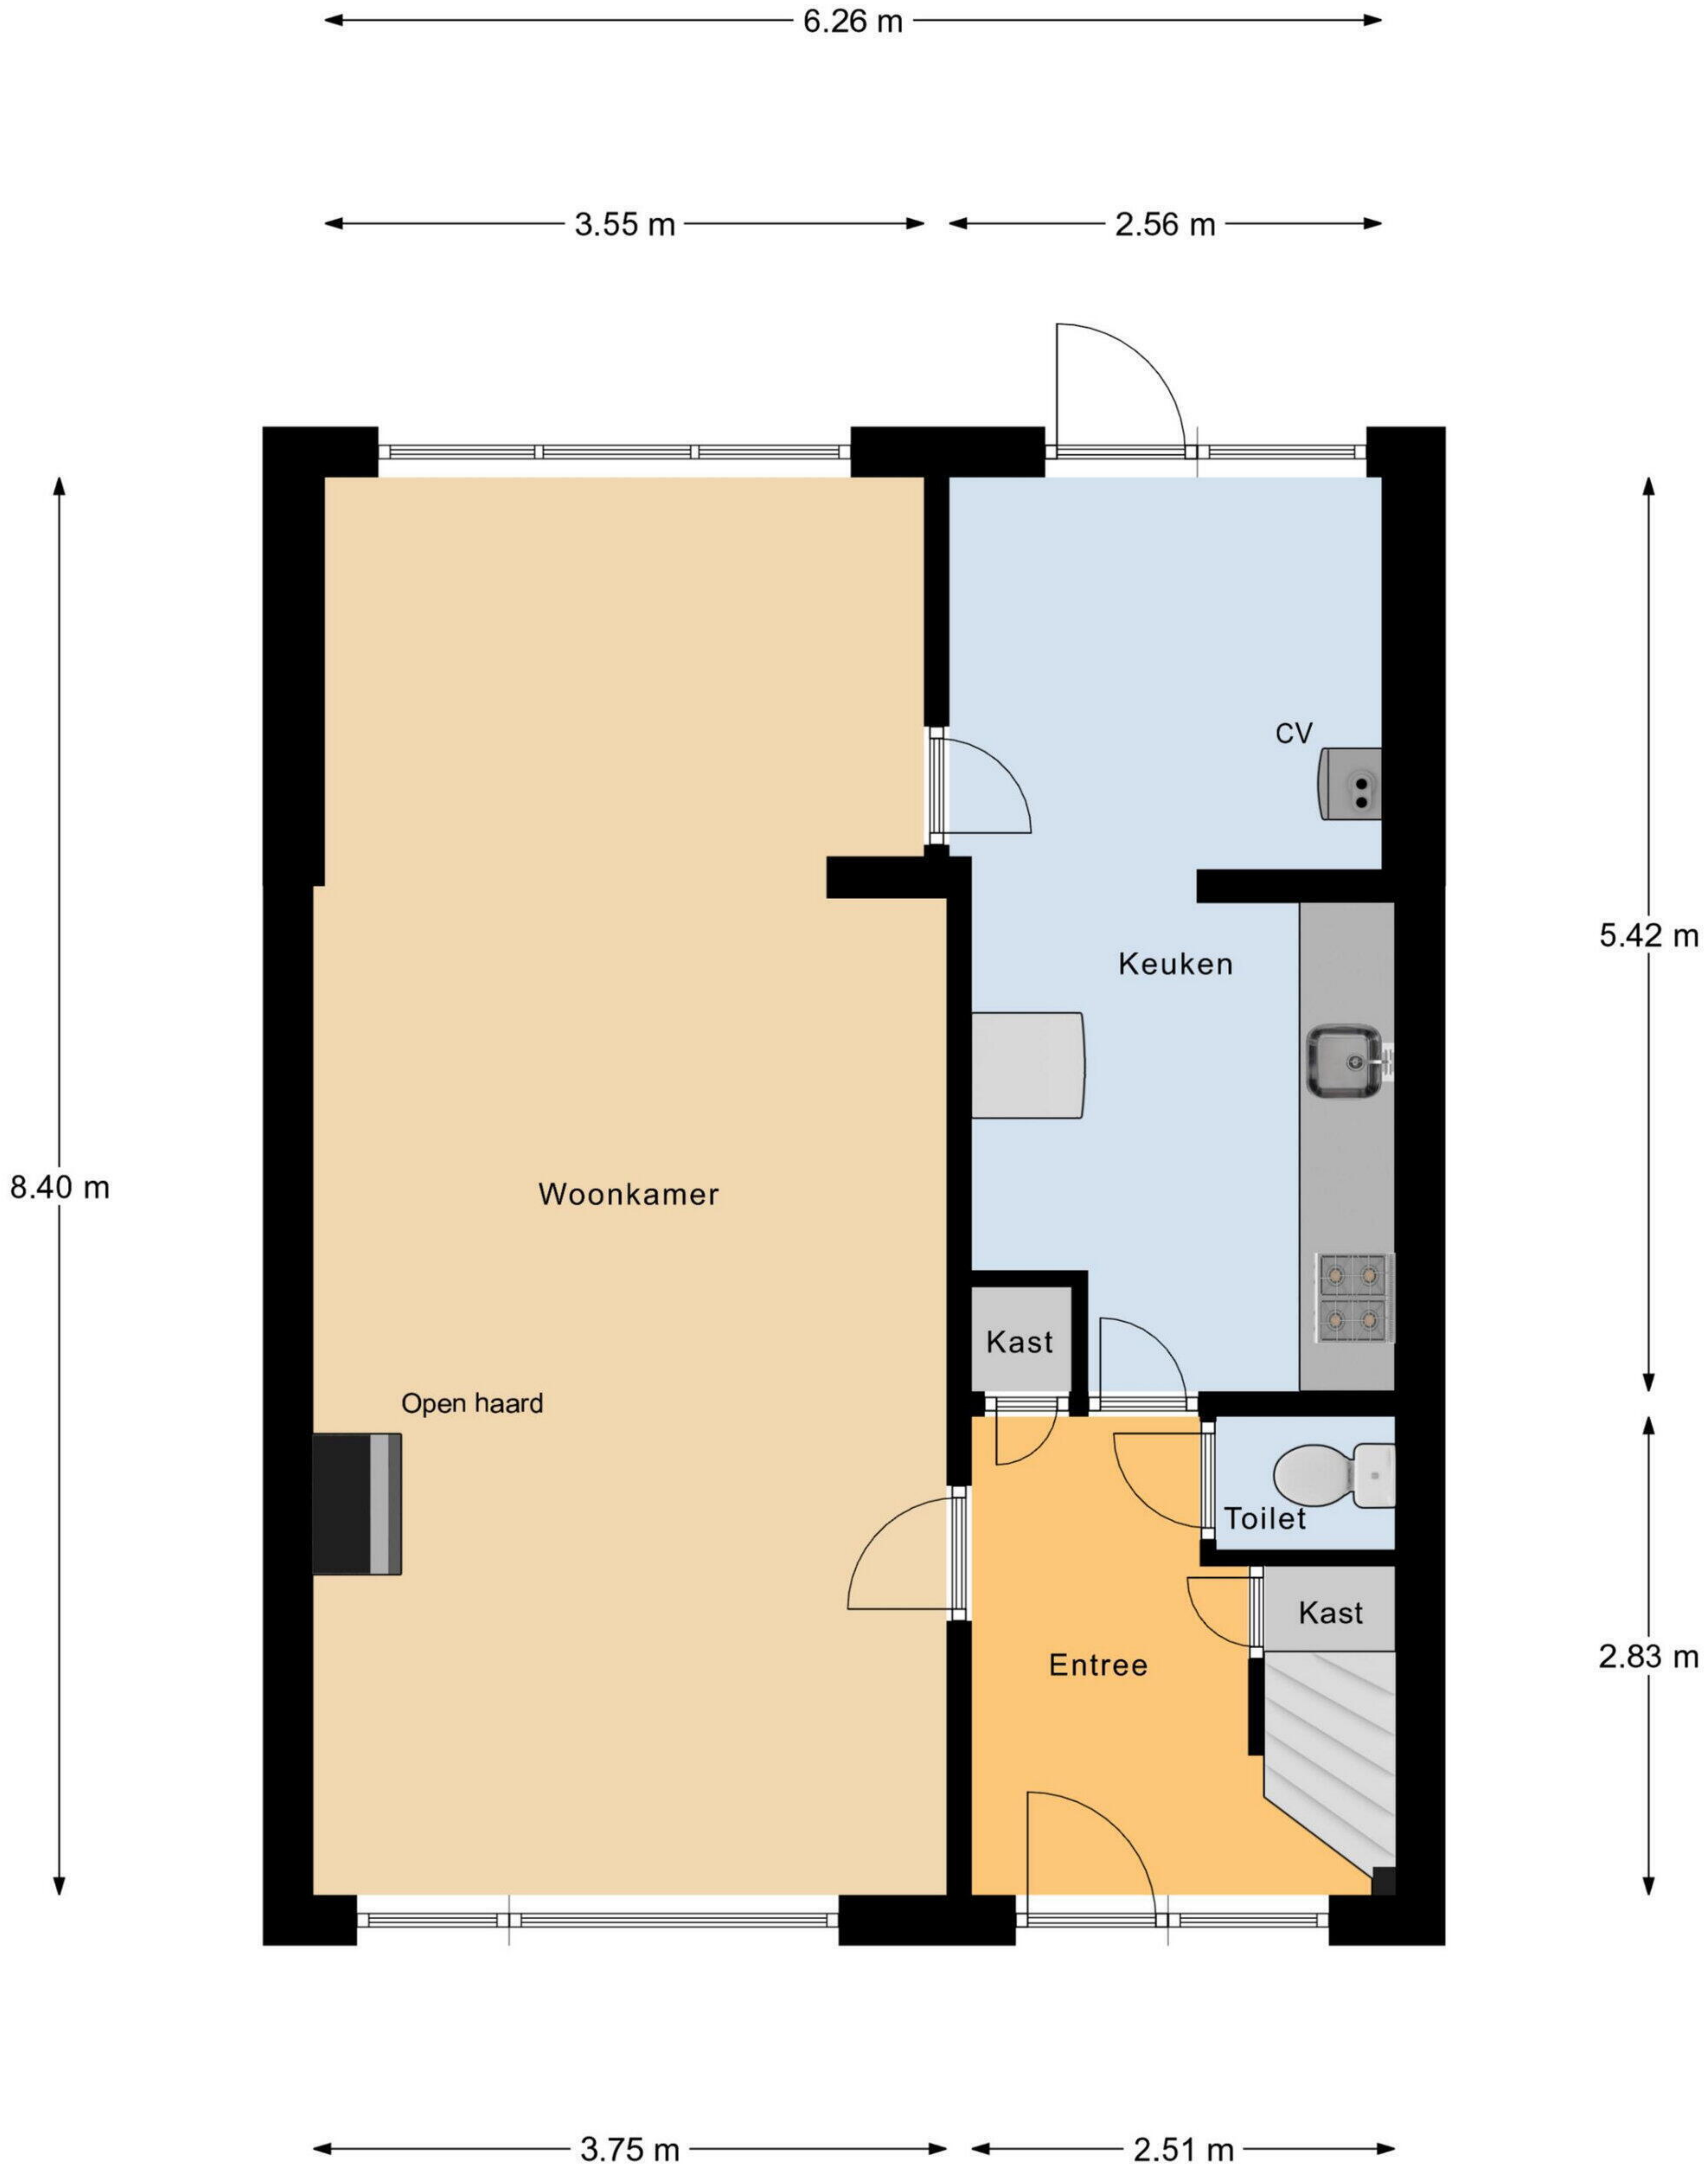 6.26 m
3.55 m
2.56 m
CV
5.42 m
Keuken
8.40 m
Woonkamer
Kast
Open haard
Toilet
Kast
2.83 m
Entree
3.75 m
2.51 m